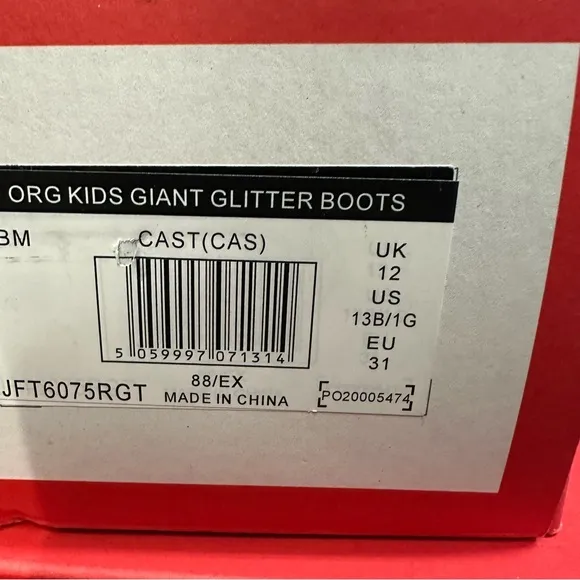 ORG KIDS GIANT GLITTER BOOTS
BM
CAST(CAS)
UK
12
US
13B/1G
EU
31
5 059997 071314
JFT6075RGT
88/EX
MADE IN CHINA
PO20005474